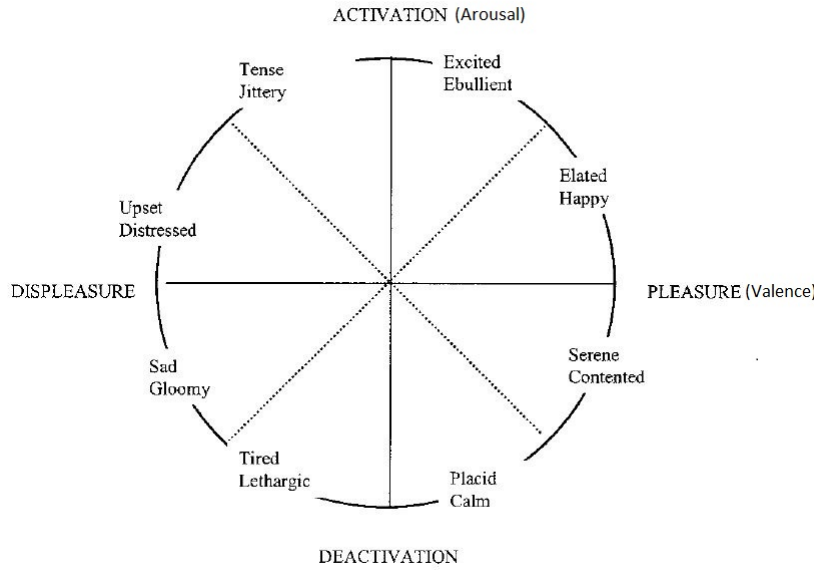 ACTIVATION (Arousal)
Tense
Jittery
Excited
Ebullient
Elated
Happy
Upset
Distressed
DISPLEASURE
PLEASURE (Valence)
Sad
Gloomy
Serene
Contented
Tired
Lethargic
Placid
Calm
DEACTIVATION